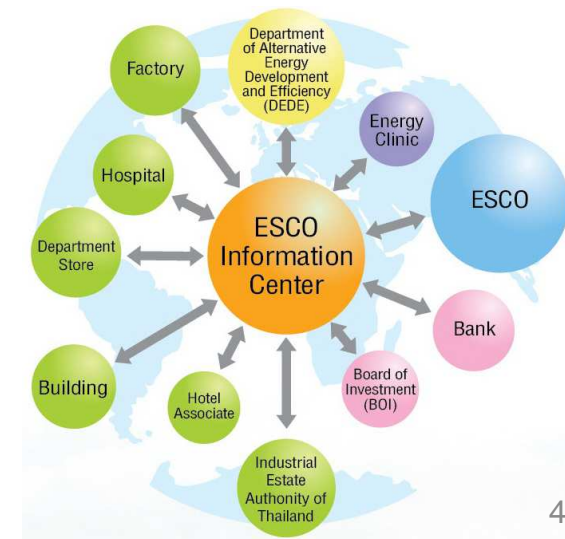 Department
of Alternative
Energy
Development
and Efficiency
(DEDE)
Factory
Energy
Clinic
Hospital
ESCO
ESCO
Information
Center
Department
Store
Bank
Building
Board of
Investment
(BOI)
Hotel
Associate
Industrial
Estate
Authority of
Thailand
4